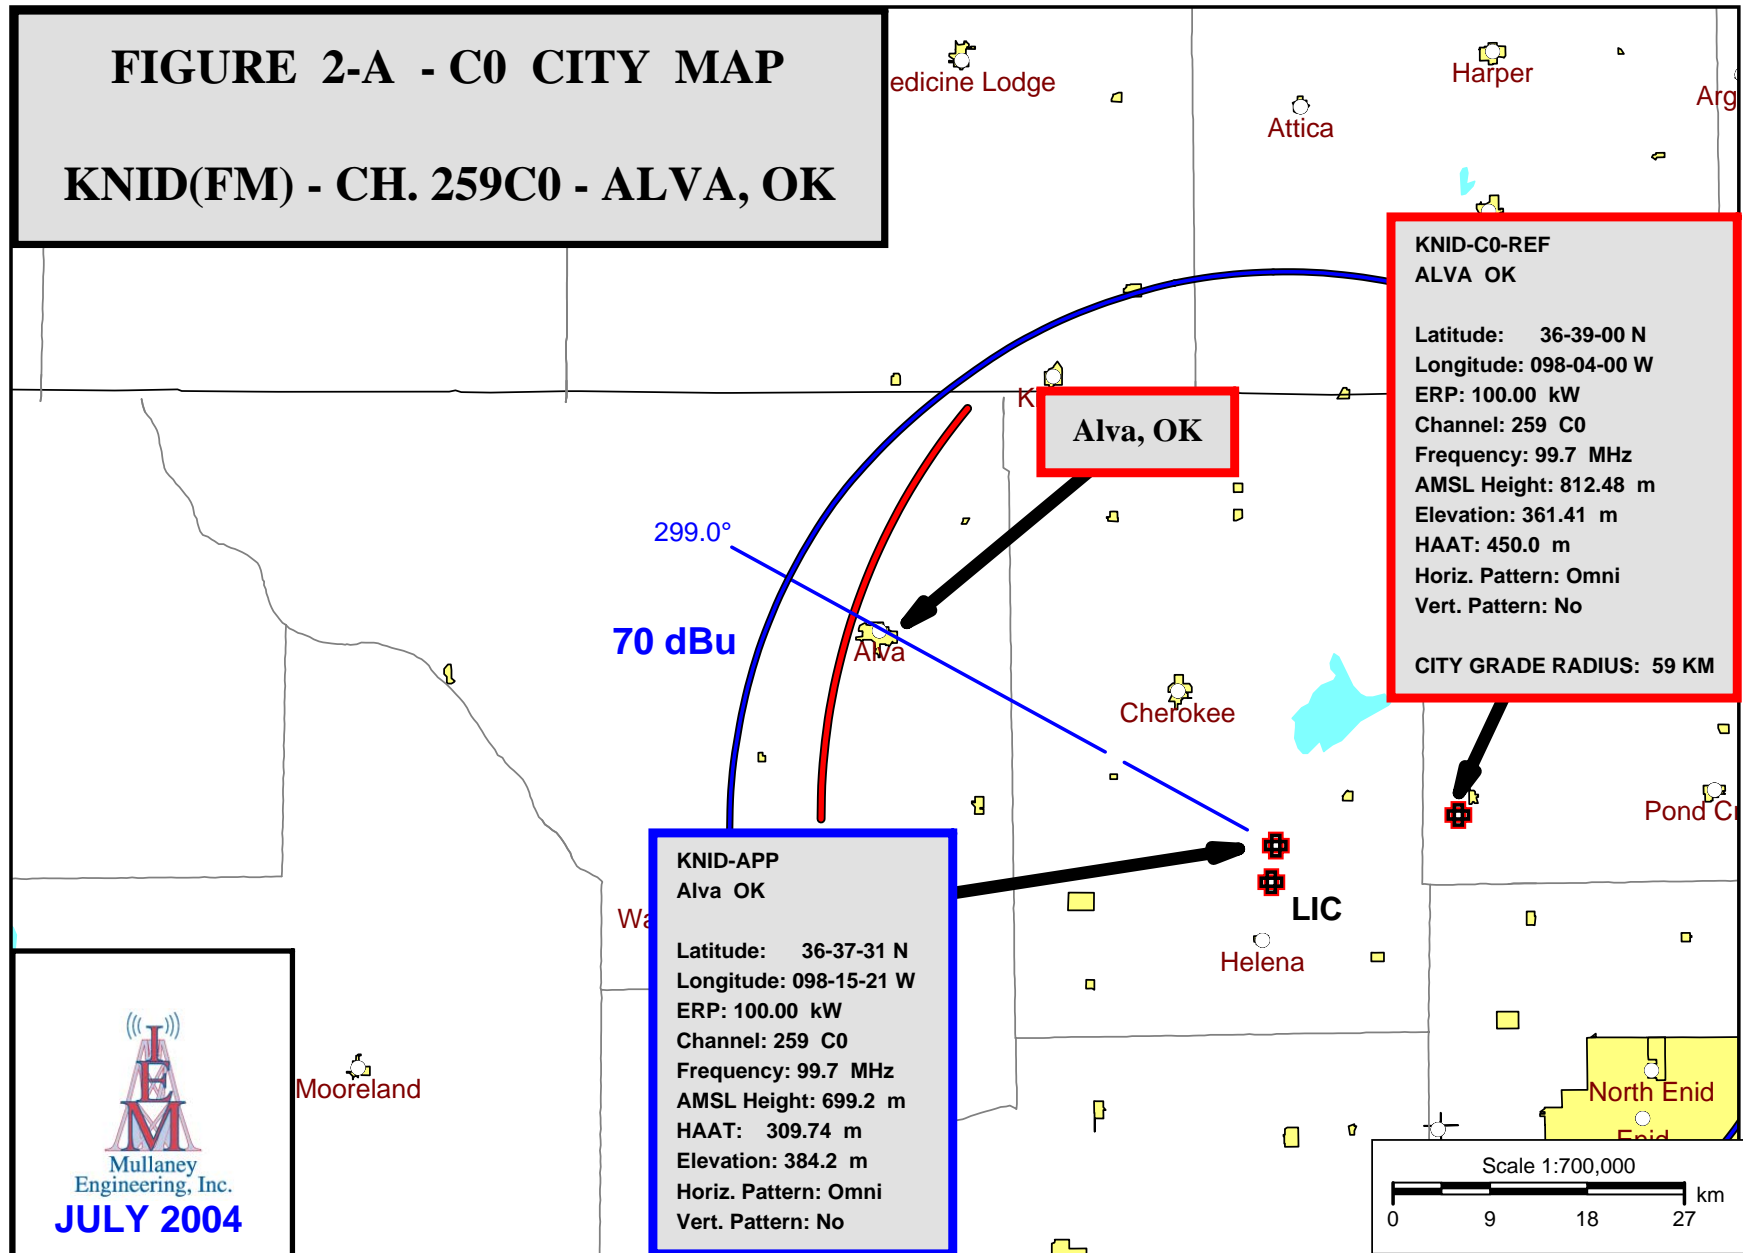 FIGURE 2-A - C0 CITY MAP
KNID(FM) - CH. 259C0 - ALVA, OK
edicine Lodge
Harper
Attica
Arg
KNID-C0-REF
ALVA OK
Latitude: 36-39-00 N
Longitude: 098-04-00 W
ERP: 100.00 kW
Channel: 259 C0
Frequency: 99.7 MHz
AMSL Height: 812.48 m
Elevation: 361.41 m
HAAT: 450.0 m
Horiz. Pattern: Omni
Vert. Pattern: No
CITY GRADE RADIUS: 59 KM
K
Alva, OK
299.0°
70 dBu
Alva
Cherokee
Pond C
KNID-APP
Alva OK
Latitude: 36-37-31 N
Longitude: 098-15-21 W
ERP: 100.00 kW
Channel: 259 C0
Frequency: 99.7 MHz
AMSL Height: 699.2 m
HAAT: 309.74 m
Elevation: 384.2 m
Horiz. Pattern: Omni
Vert. Pattern: No
LIC
Wa
Helena
Mooreland
North Enid
Enid
IEM
Mullaney
Engineering, Inc.
JULY 2004
Scale 1:700,000
km
0 9 18 27